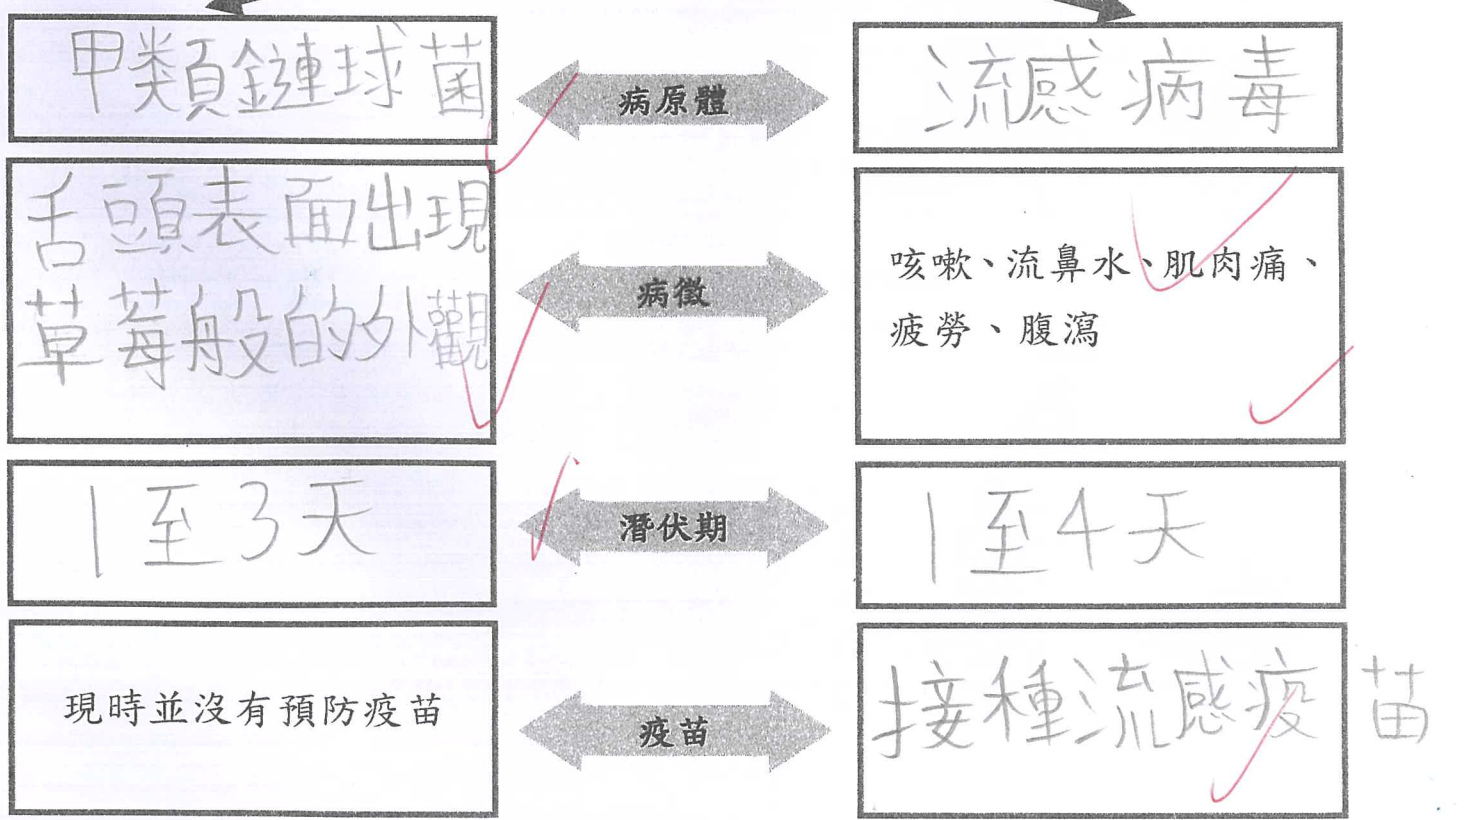 甲類鏈球菌
病原體
流感病毒
舌頭表面出現
草莓般的外觀
病徵
咳嗽、流鼻水、肌肉痛、
疲勞、腹瀉
1至3天
潛伏期
1至4天
現時並沒有預防疫苗
疫苗
接種流感疫苗